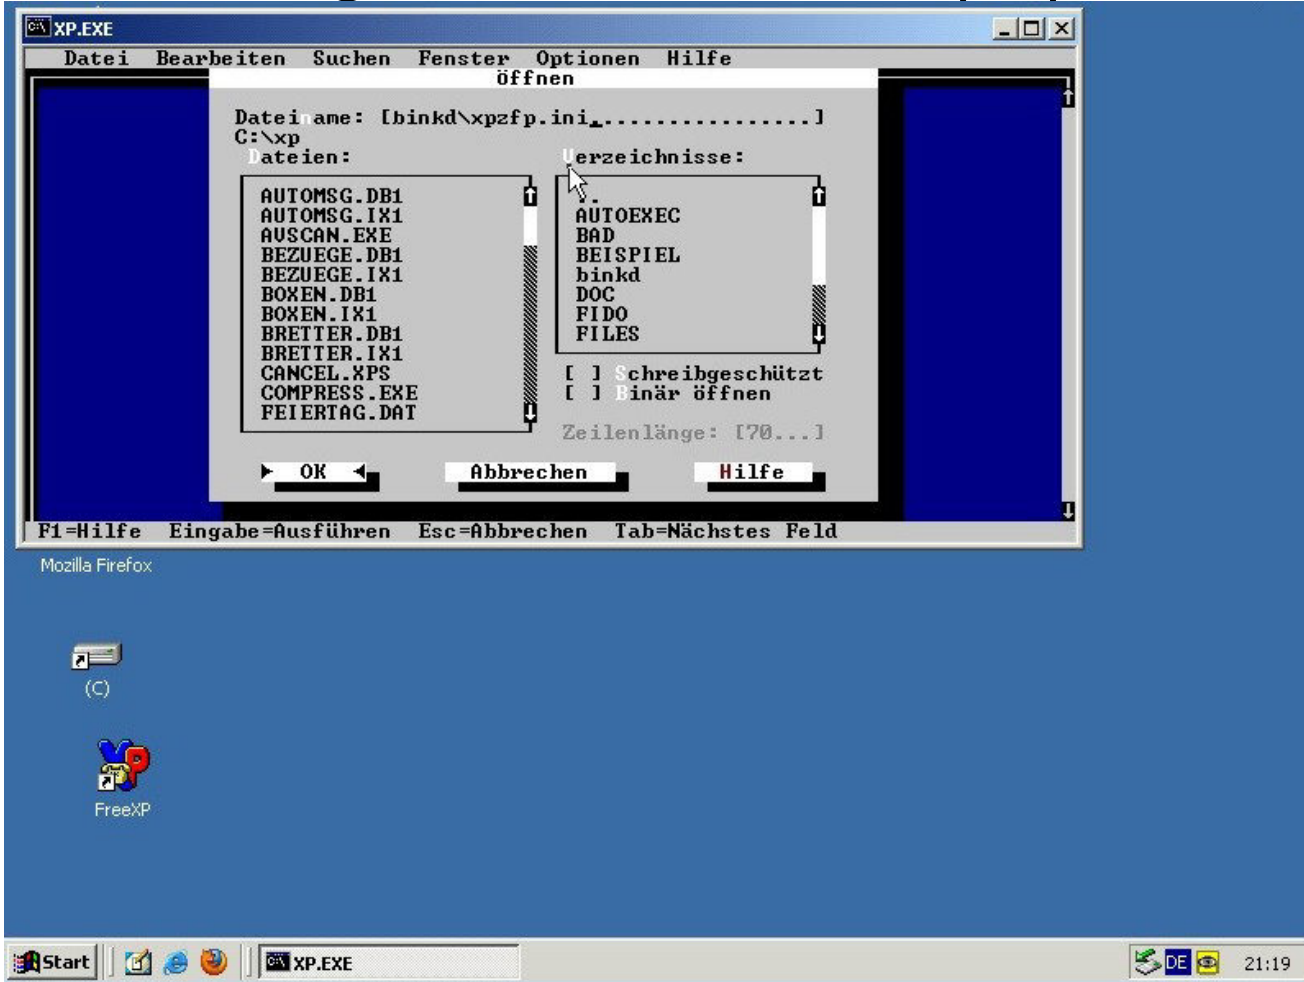 XP.EXE
Datei Bearbeiten Suchen Fenster Optionen Hilfe
Öffnen
Dateiname: [binkd\xpzfp.ini................]
C:\xp
Dateien: Verzeichnisse:
AUTOMSG.DB1 ..
AUTOMSG.IX1 AUTOEXEC
AVSCAN.EXE BAD
BEZUEGE.DB1 BEISPIEL
BEZUEGE.IX1 binkd
BOXEN.DB1 DOC
BOXEN.IX1 FIDO
BRETTER.DB1 FILES
BRETTER.IX1
CANCEL.XPS [ ] Schreibgeschützt
COMPRESS.EXE [ ] Binär öffnen
FEIERTAG.DAT
Zeilenlänge: [70...]
OK Abbrechen Hilfe
F1=Hilfe Eingabe=Ausführen Esc=Abbrechen Tab=Nächstes Feld
Mozilla Firefox
(C)
FreeXP
Start XP.EXE DE 21:19